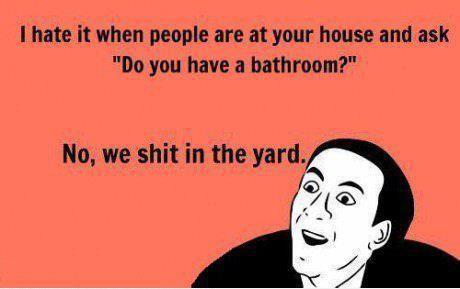 I hate it when people are at your house and ask
"Do you have a bathroom?"
No, we shit in the yard.